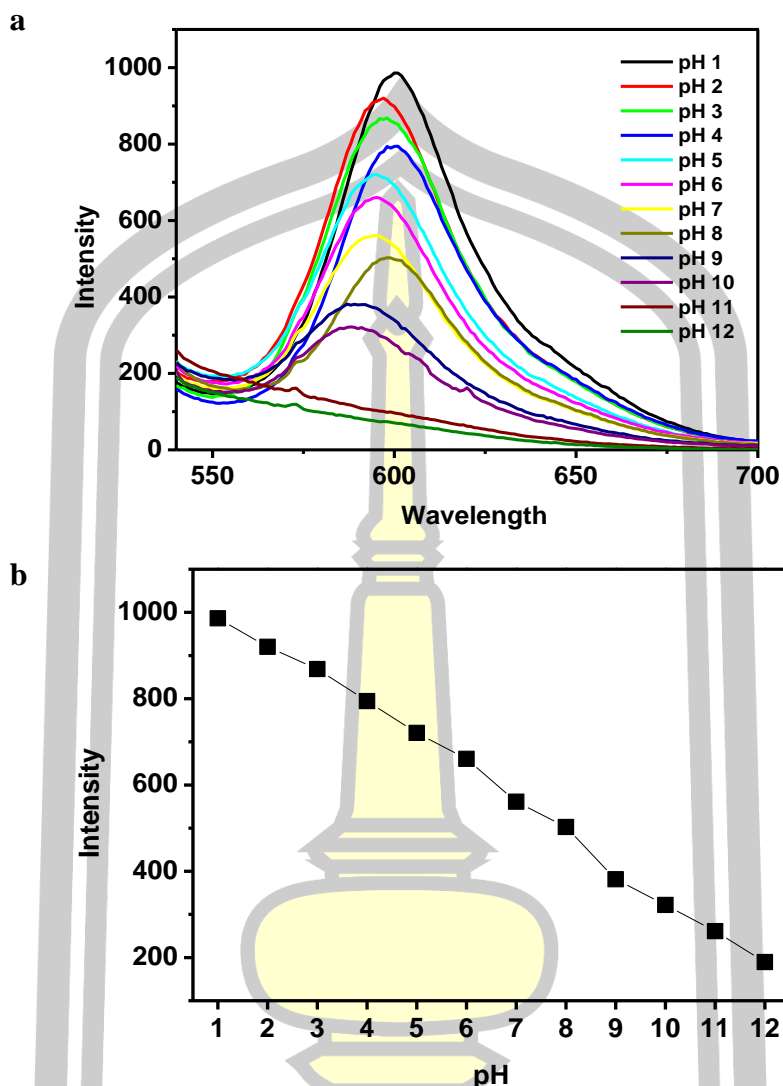 a
1000
800
600
400
200
0
Intensity
550
600
650
700
Wavelength
pH 1
pH 2
pH 3
pH 4
pH 5
pH 6
pH 7
pH 8
pH 9
pH 10
pH 11
pH 12
b
1000
800
600
400
200
Intensity
1 2 3 4 5 6 7 8 9 10 11 12
pH